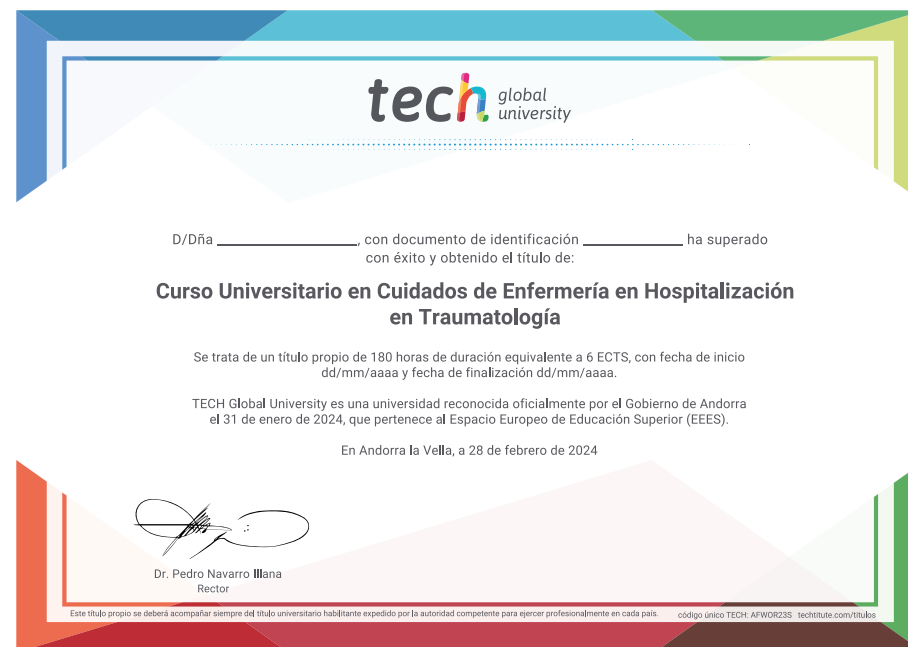 tech global university
D/Dña ____________, con documento de identificación ____________ ha superado
con éxito y obtenido el título de:
Curso Universitario en Cuidados de Enfermería en Hospitalización
en Traumatología
Se trata de un título propio de 180 horas de duración equivalente a 6 ECTS, con fecha de inicio
dd/mm/aaaa y fecha de finalización dd/mm/aaaa.
TECH Global University es una universidad reconocida oficialmente por el Gobierno de Andorra
el 31 de enero de 2024, que pertenece al Espacio Europeo de Educación Superior (EEES).
En Andorra la Vella, a 28 de febrero de 2024
Dr. Pedro Navarro Illana
Rector
Este título propio se deberá acompañar siempre del título universitario habilitante expedido por la autoridad competente para ejercer profesionalmente en cada país. código único TECH: AFWOR23S techtitute.com/titulos